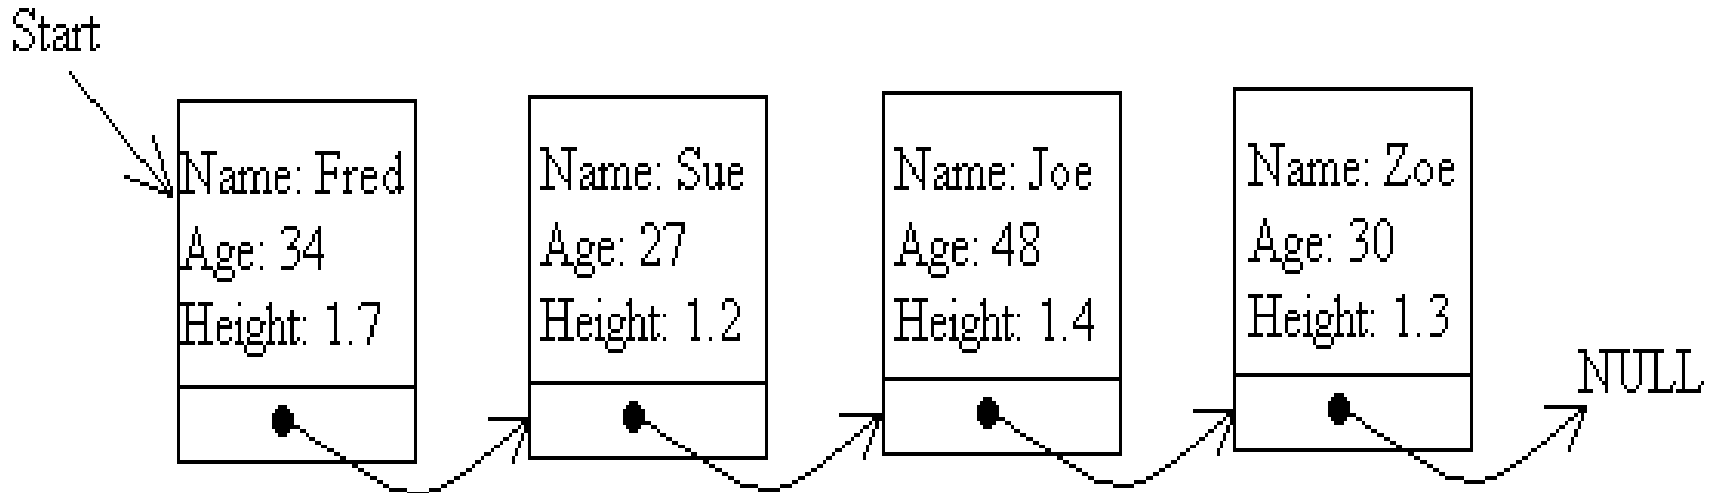 Start
Name: Fred
Age: 34
Height: 1.7
Name: Sue
Age: 27
Height: 1.2
Name: Joe
Age: 48
Height: 1.4
Name: Zoe
Age: 30
Height: 1.3
NULL